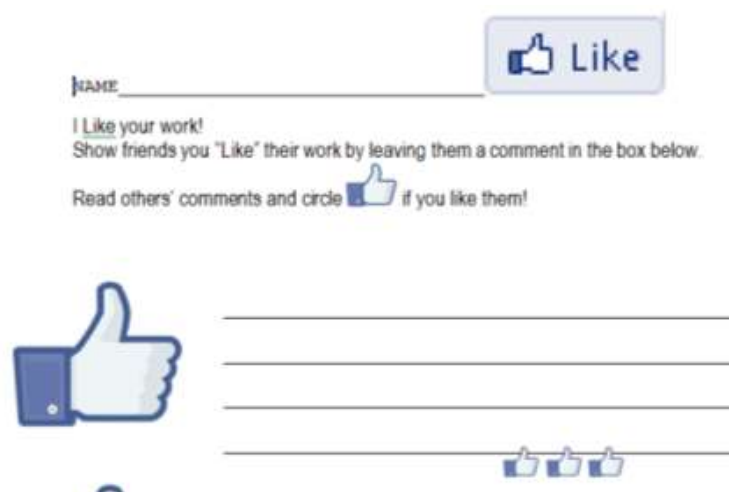 Like
NAME
I Like your work!
Show friends you "Like" their work by leaving them a comment in the box below.
Read others' comments and circle if you like them!